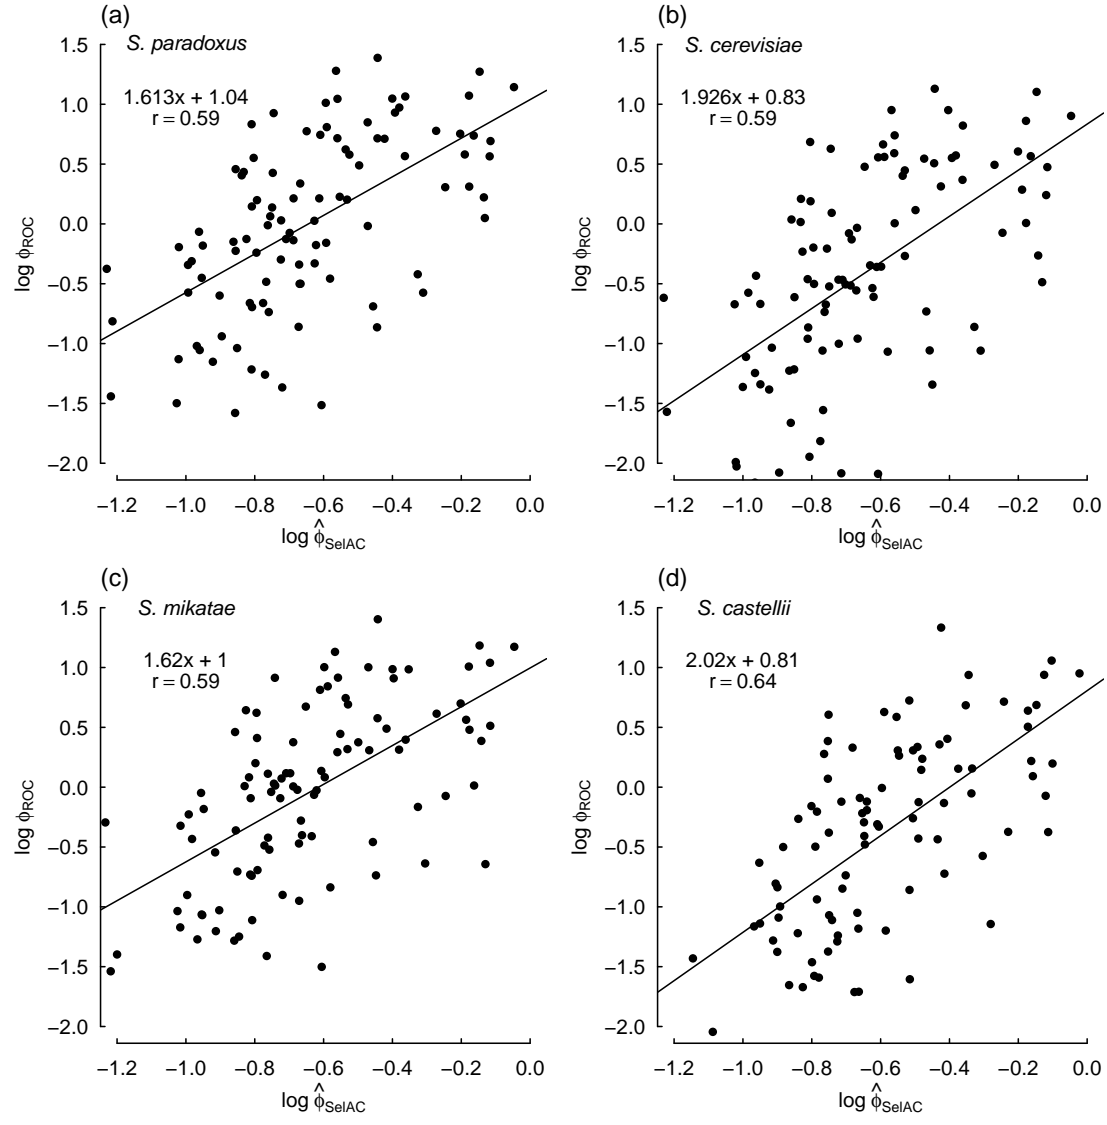 (a)
S. paradoxus
1.613x + 1.04
r = 0.59
1.5
1.0
0.5
0.0
−0.5
−1.0
−1.5
−2.0
log ϕROC
−1.2 −1.0 −0.8 −0.6 −0.4 −0.2 0.0
log ϕ̂SelAC
(b)
S. cerevisiae
1.926x + 0.83
r = 0.59
1.5
1.0
0.5
0.0
−0.5
−1.0
−1.5
−2.0
log ϕROC
−1.2 −1.0 −0.8 −0.6 −0.4 −0.2 0.0
log ϕ̂SelAC
(c)
S. mikatae
1.62x + 1
r = 0.59
1.5
1.0
0.5
0.0
−0.5
−1.0
−1.5
−2.0
log ϕROC
−1.2 −1.0 −0.8 −0.6 −0.4 −0.2 0.0
log ϕ̂SelAC
(d)
S. castellii
2.02x + 0.81
r = 0.64
1.5
1.0
0.5
0.0
−0.5
−1.0
−1.5
−2.0
log ϕROC
−1.2 −1.0 −0.8 −0.6 −0.4 −0.2 0.0
log ϕ̂SelAC